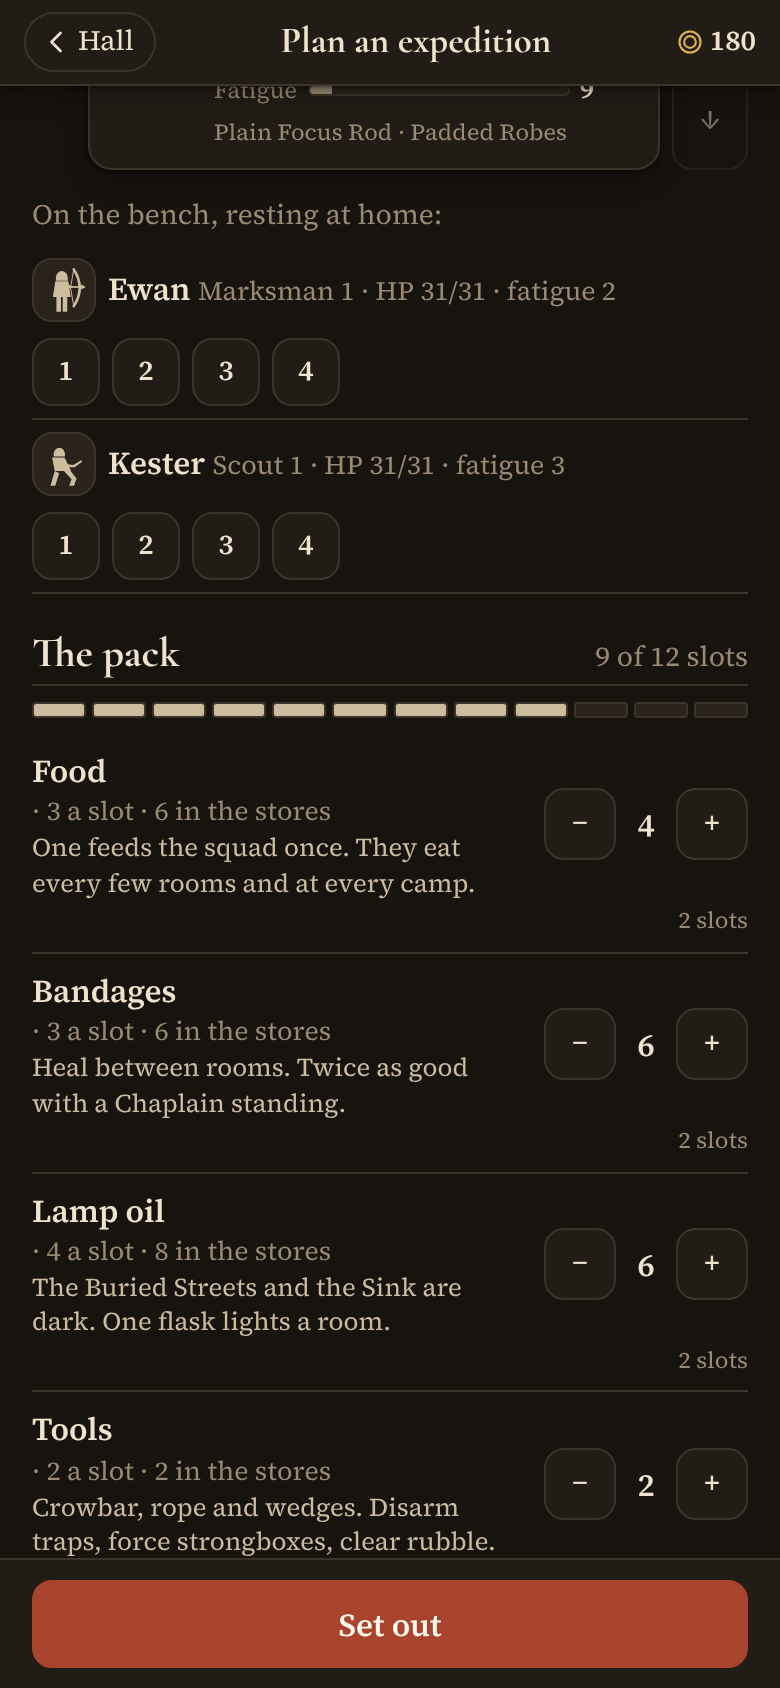 Hall
Plan an expedition
180
Fatigue
9
Plain Focus Rod · Padded Robes
On the bench, resting at home:
Ewan Marksman 1 · HP 31/31 · fatigue 2
1 2 3 4
Kester Scout 1 · HP 31/31 · fatigue 3
1 2 3 4
The pack
9 of 12 slots
Food
· 3 a slot · 6 in the stores
One feeds the squad once. They eat
every few rooms and at every camp.
− 4 +
2 slots
Bandages
· 3 a slot · 6 in the stores
Heal between rooms. Twice as good
with a Chaplain standing.
− 6 +
2 slots
Lamp oil
· 4 a slot · 8 in the stores
The Buried Streets and the Sink are
dark. One flask lights a room.
− 6 +
2 slots
Tools
· 2 a slot · 2 in the stores
Crowbar, rope and wedges. Disarm
traps, force strongboxes, clear rubble.
− 2 +
Set out